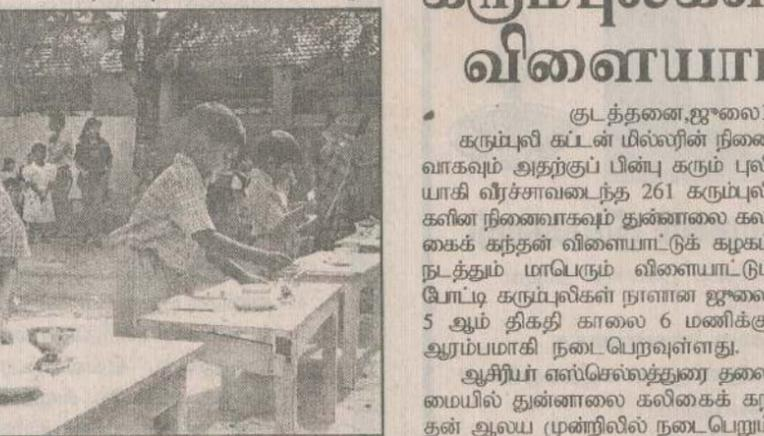 கரும்புலிகள்
விளையா
குடத்தனை,ஜுலை
கரும்புலி கப்டன் மில்லரின் நினை
வாகவும் அதற்குப் பின்பு கரும் புலி
யாகி வீரச்சாவடைந்த 261 கரும்புலி
களின நினைவாகவும் துன்னாலை கலி
கைக் கந்தன் விளையாட்டுக் கழகம்
நடத்தும் மாபெரும் விளையாட்டுப்
போட்டி கரும்புலிகள் நாளான ஜுலை
5 ஆம் திகதி காலை 6 மணிக்கு
ஆரம்பமாகி நடைபெறவுள்ளது.
ஆசிரியர் எஸ்.செல்லத்துரை தலை
மையில் துன்னாலை கலிகைக் கந்
தன் ஆலய முன்றிலில் நடைபெறும்